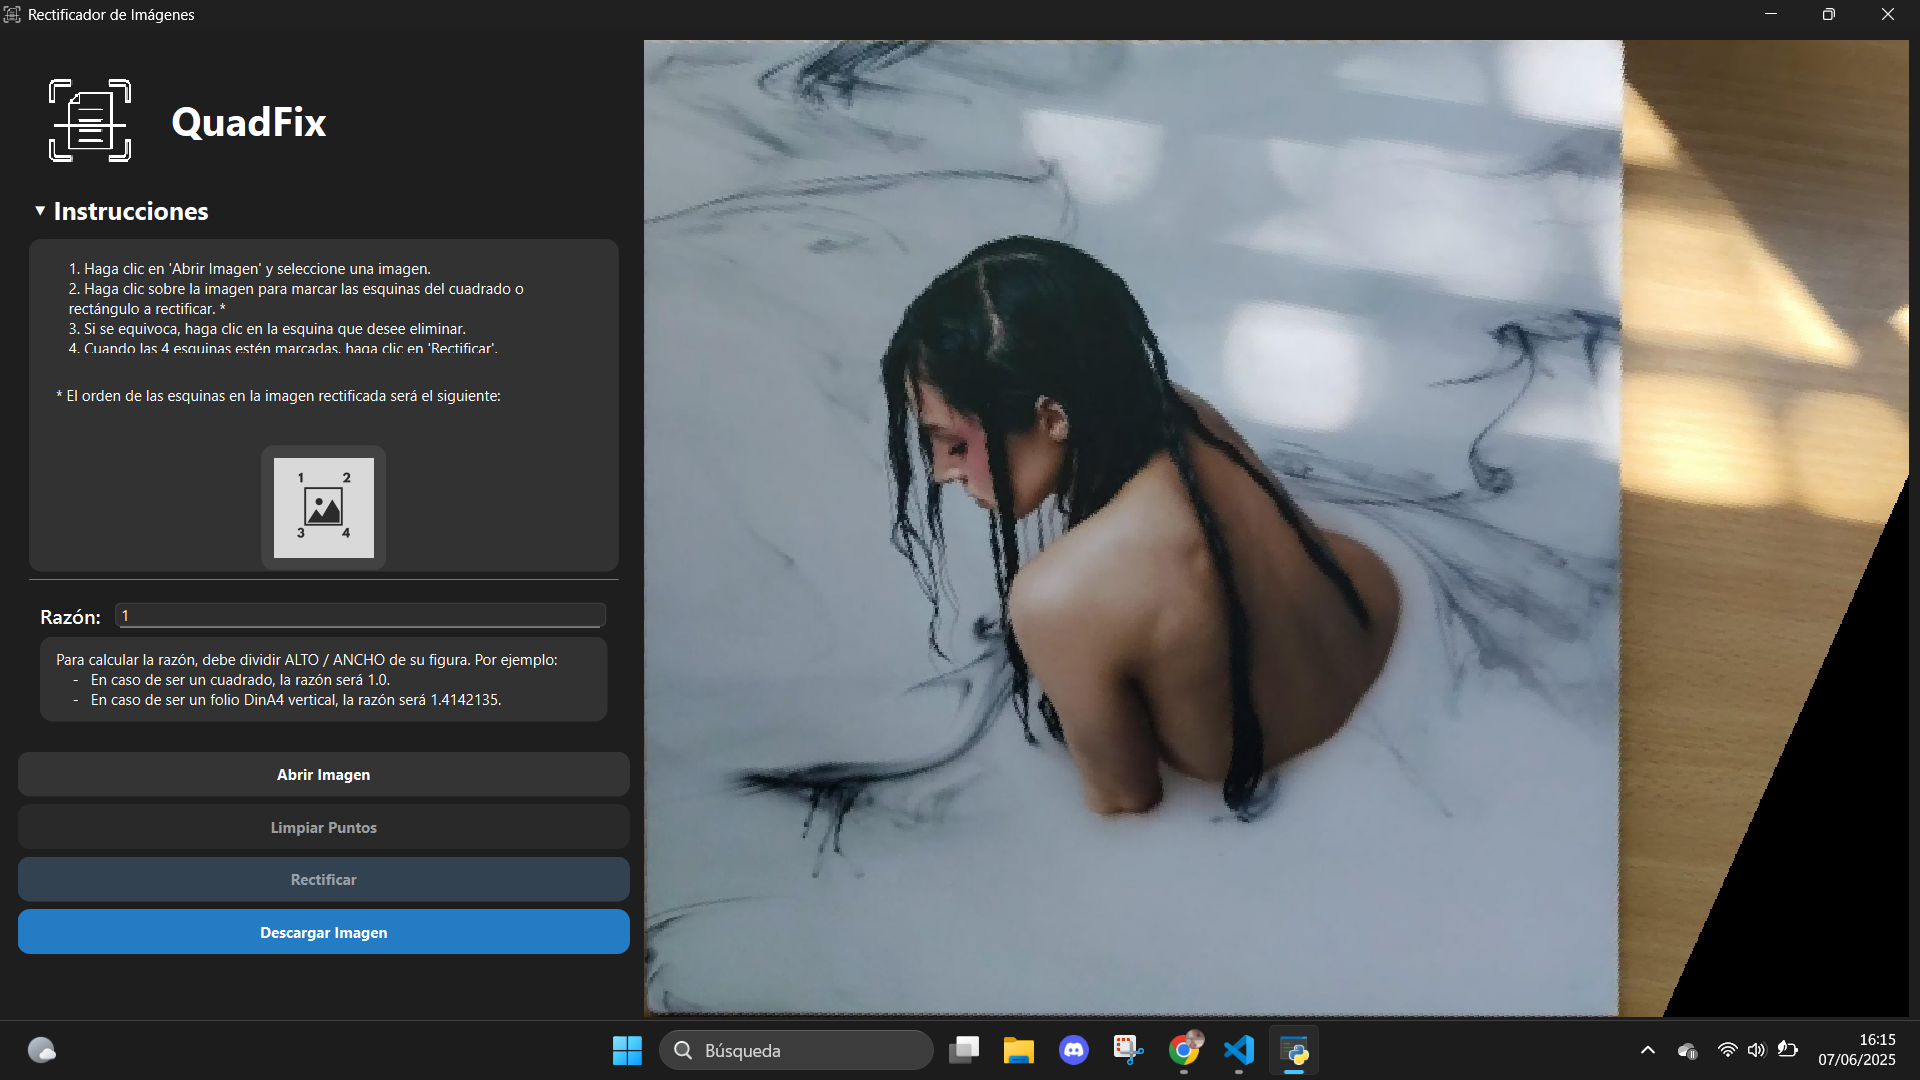 Rectificador de Imágenes
QuadFix
▼ Instrucciones
1. Haga clic en 'Abrir Imagen' y seleccione una imagen.
2. Haga clic sobre la imagen para marcar las esquinas del cuadrado o
rectángulo a rectificar. *
3. Si se equivoca, haga clic en la esquina que desee eliminar.
4. Cuando las 4 esquinas estén marcadas, haga clic en 'Rectificar'.
* El orden de las esquinas en la imagen rectificada será el siguiente:
1 2
3 4
Razón: 1
Para calcular la razón, debe dividir ALTO / ANCHO de su figura. Por ejemplo:
- En caso de ser un cuadrado, la razón será 1.0.
- En caso de ser un folio DinA4 vertical, la razón será 1.4142135.
Abrir Imagen
Limpiar Puntos
Rectificar
Descargar Imagen
Búsqueda
16:15
07/06/2025